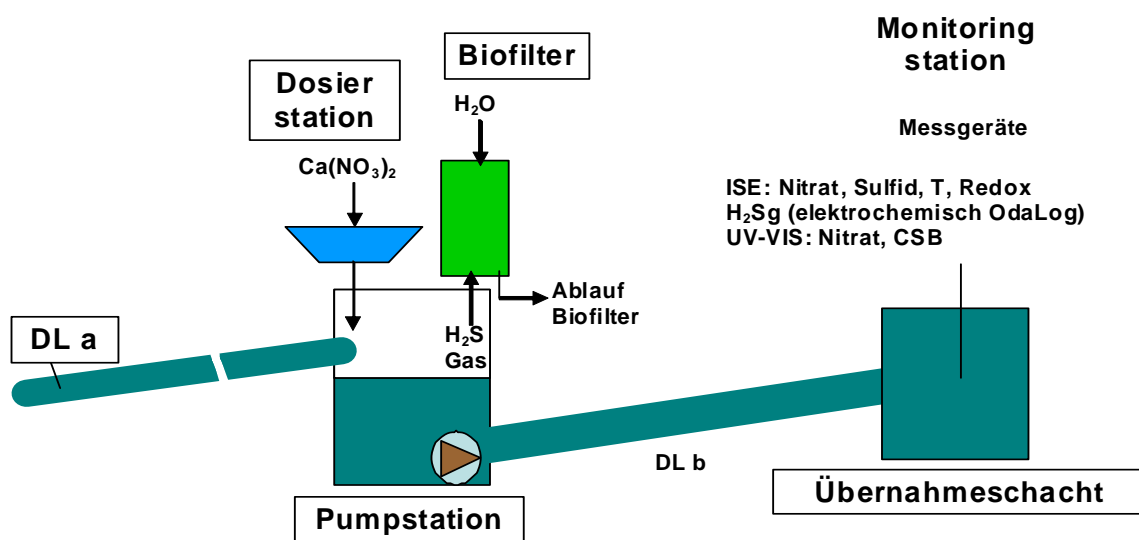 Monitoring
station
Biofilter
Dosier
station
H₂O
Messgeräte
Ca(NO₃)₂
ISE: Nitrat, Sulfid, T, Redox
H₂Sg (elektrochemisch OdaLog)
UV-VIS: Nitrat, CSB
Ablauf
Biofilter
H₂S
Gas
DL a
DL b
Übernahmeschacht
Pumpstation